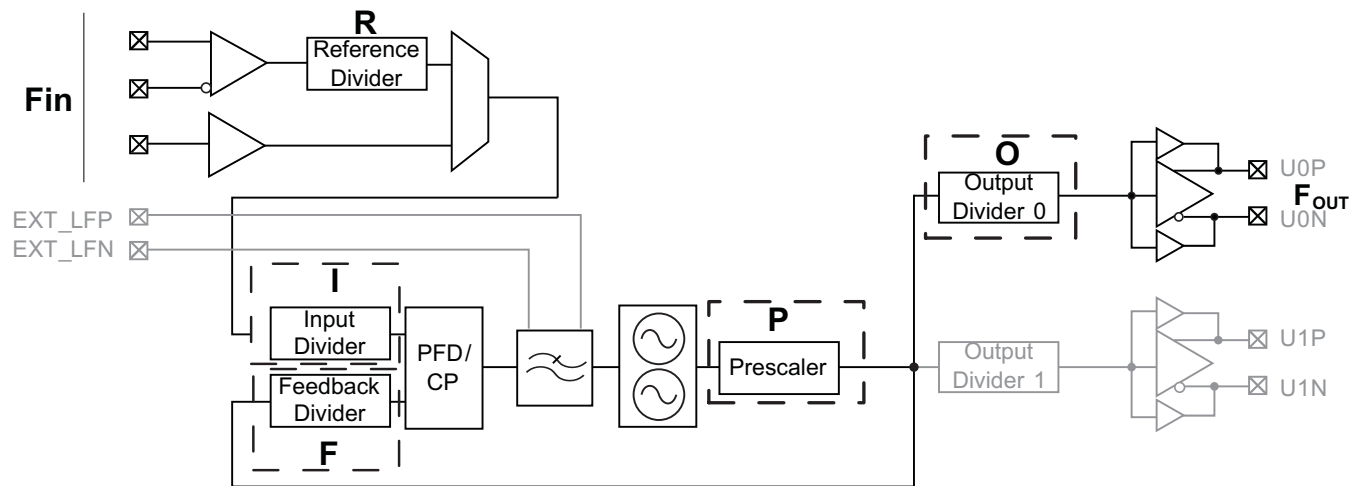 R
Reference
Divider
Fin
O
Output
Divider 0
U0P
FOUT
U0N
EXT_LFP
EXT_LFN
I
Input
Divider
PFD/
CP
P
Prescaler
Feedback
Divider
F
Output
Divider 1
U1P
U1N